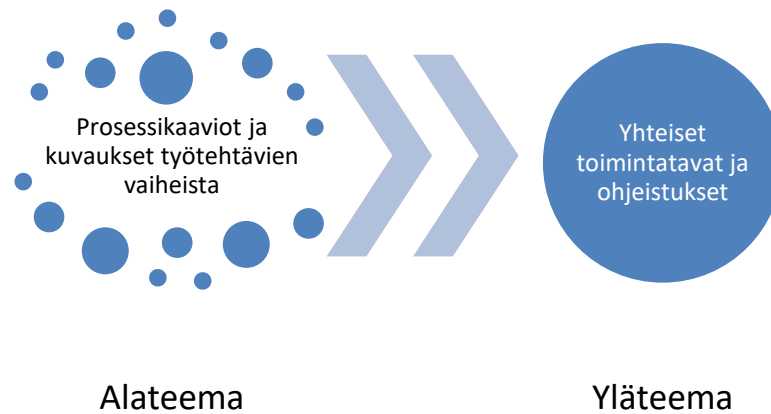 Prosessikaaviot ja
kuvaukset työtehtävien
vaiheista
Yhteiset
toimintatavat ja
ohjeistukset
Alateema
Yläteema